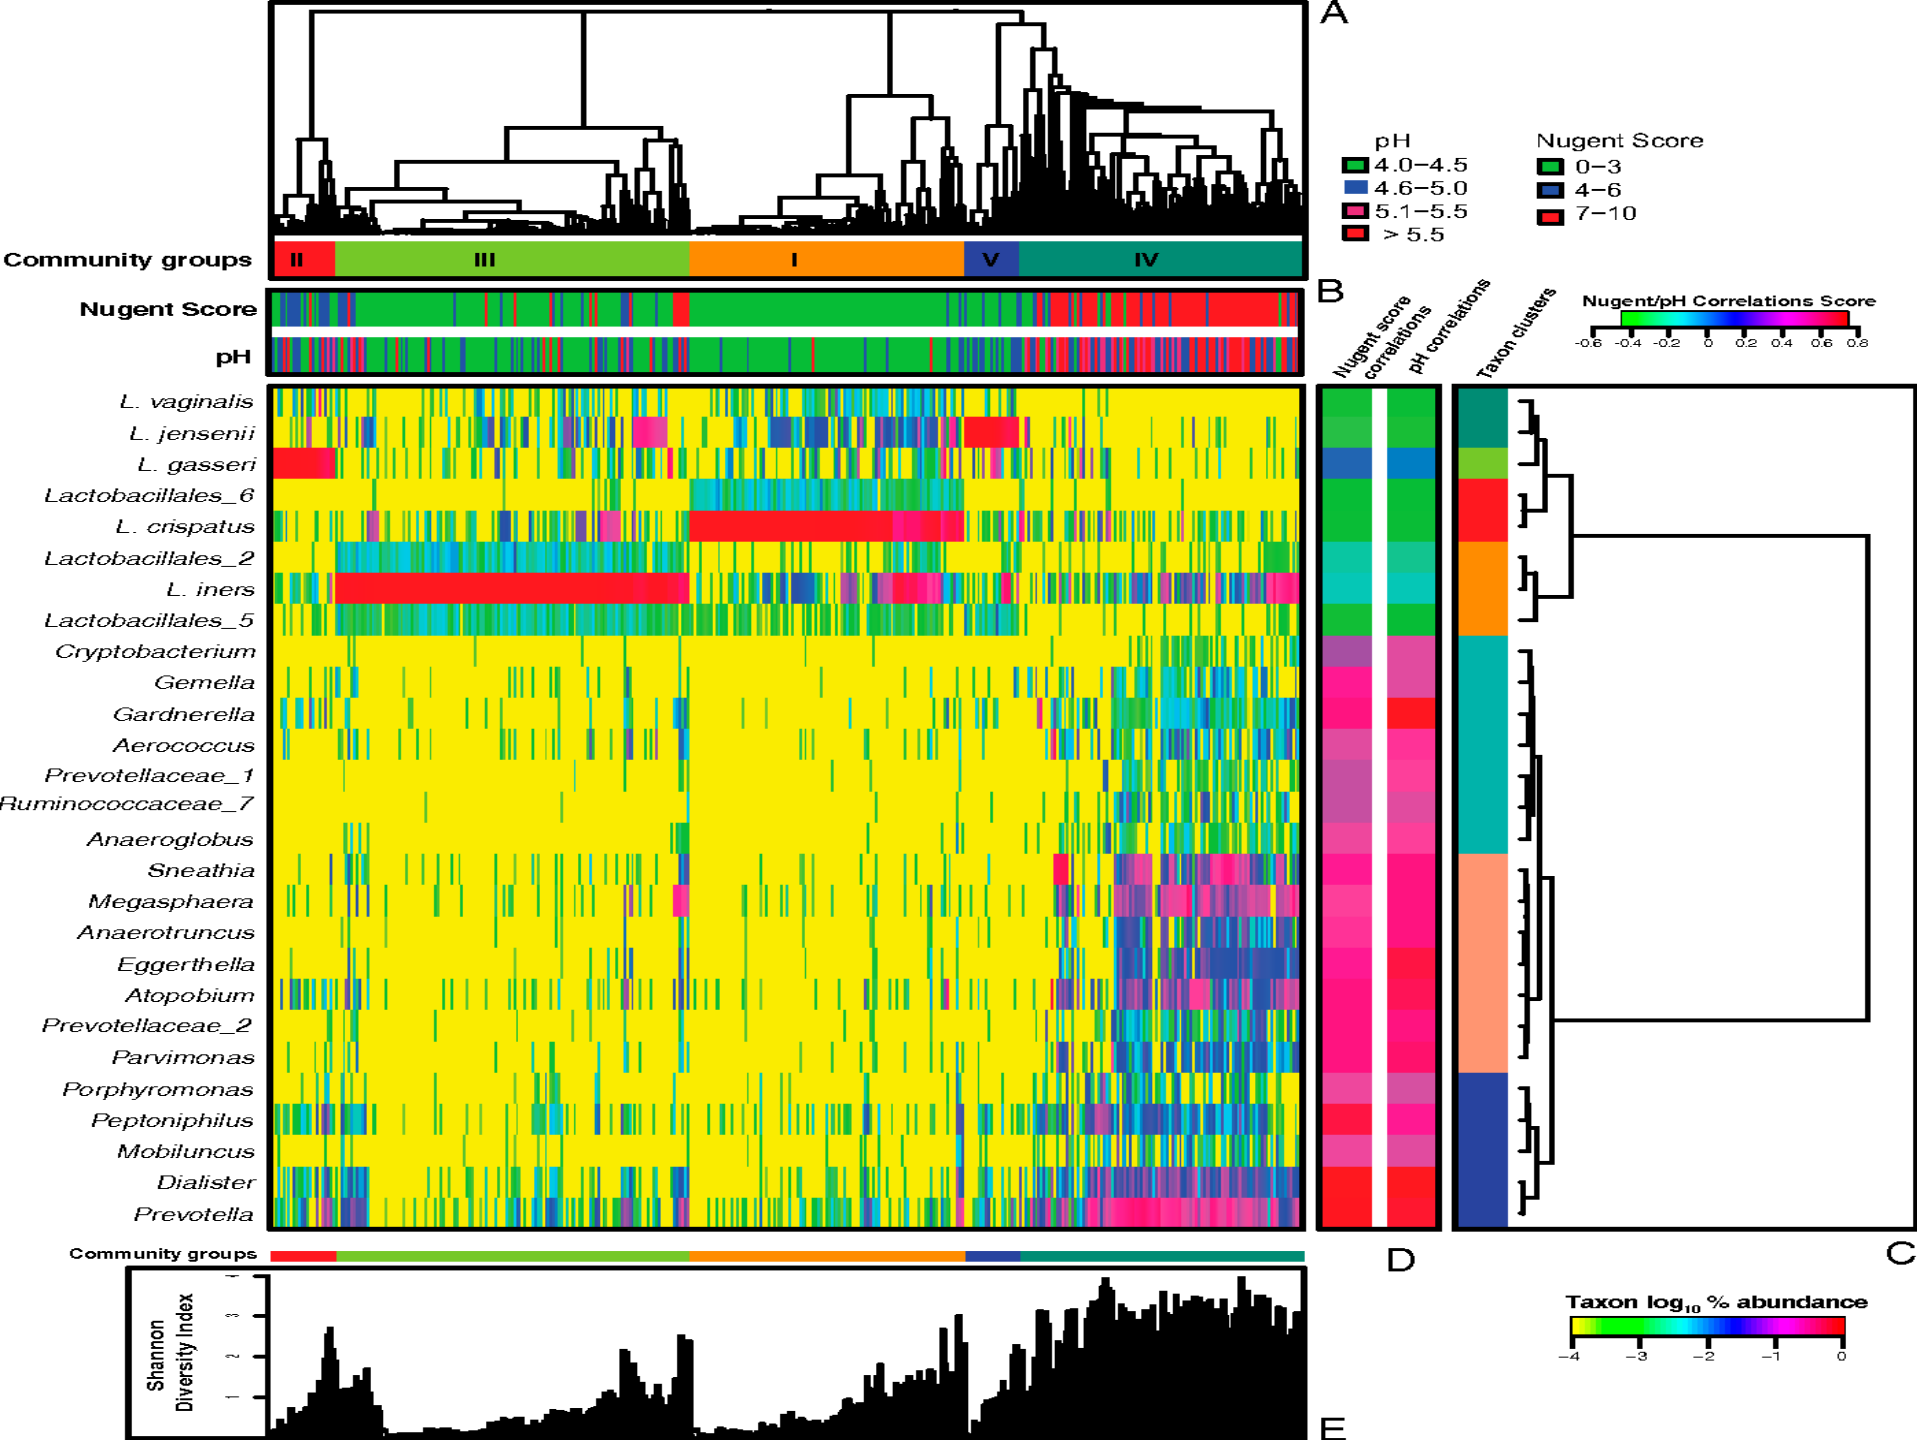 A
pH
4.0–4.5
4.6–5.0
5.1–5.5
> 5.5
Nugent Score
0–3
4–6
7–10
Community groups
II
III
I
V
IV
B
Nugent Score
pH
Nugent score
correlations
pH correlations
Taxon clusters
Nugent/pH Correlations Score
-0.6 -0.4 -0.2 0 0.2 0.4 0.6 0.8
L. vaginalis
L. jensenii
L. gasseri
Lactobacillales_6
L. crispatus
Lactobacillales_2
L. iners
Lactobacillales_5
Cryptobacterium
Gemella
Gardnerella
Aerococcus
Prevotellaceae_1
Ruminococcaceae_7
Anaeroglobus
Sneathia
Megasphaera
Anaerotruncus
Eggerthella
Atopobium
Prevotellaceae_2
Parvimonas
Porphyromonas
Peptoniphilus
Mobiluncus
Dialister
Prevotella
Community groups
D
C
Shannon
Diversity Index
4
3
2
1
E
Taxon log10 % abundance
−4 −3 −2 −1 0